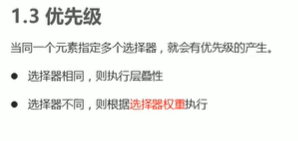 1.3 优先级
当同一个元素指定多个选择器，就会有优先级的产生。
● 选择器相同，则执行层叠性
● 选择器不同，则根据选择器权重执行